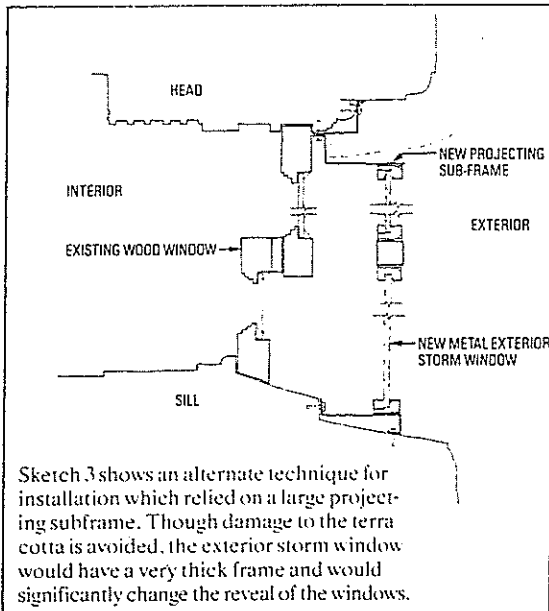 HEAD
NEW PROJECTING
SUB-FRAME
INTERIOR
EXTERIOR
EXISTING WOOD WINDOW
NEW METAL EXTERIOR
STORM WINDOW
SILL
Sketch 3 shows an alternate technique for
installation which relied on a large project-
ing subframe. Though damage to the terra
cotta is avoided, the exterior storm window
would have a very thick frame and would
significantly change the reveal of the windows.